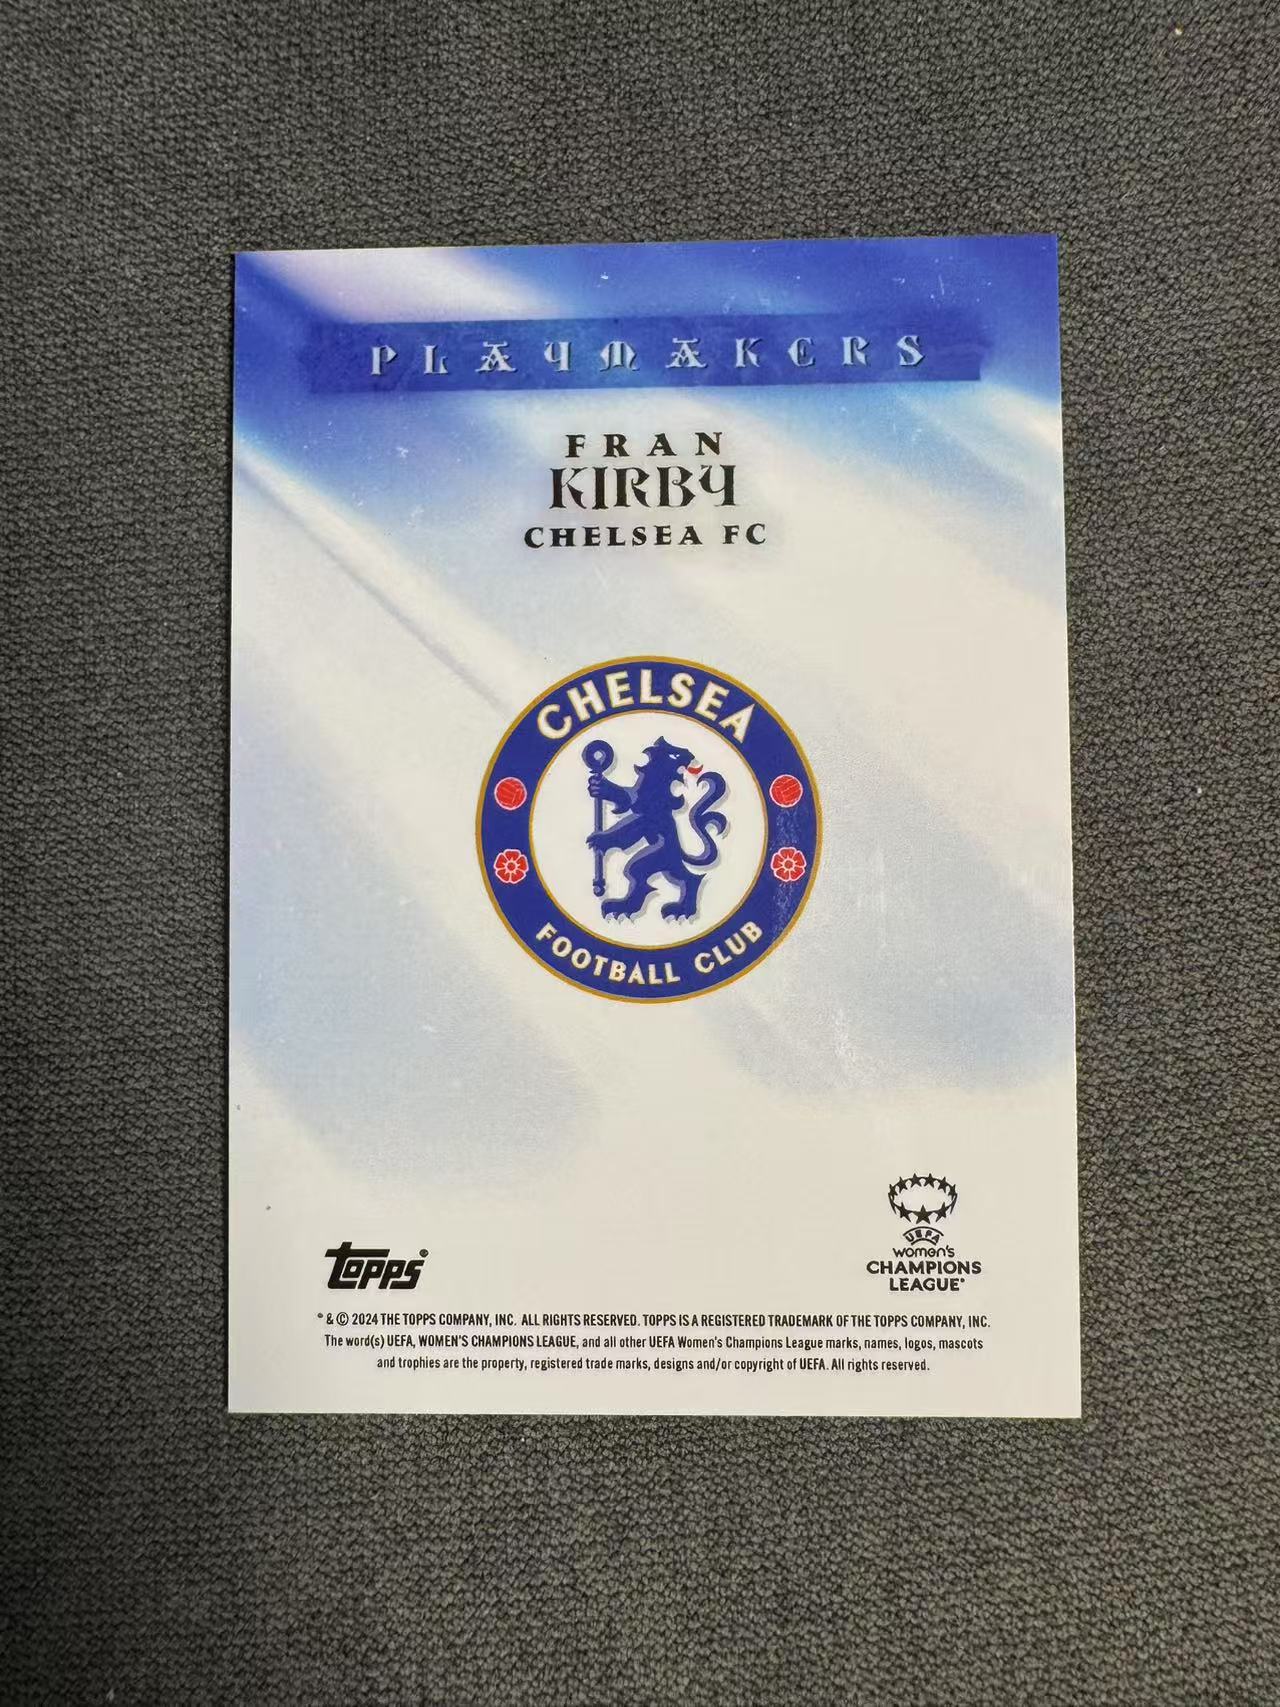 PLAYMAKERS
FRAN
KIRBY
CHELSEA FC
CHELSEA
FOOTBALL CLUB
UEFA
women's
CHAMPIONS
LEAGUE®
topps®
® & © 2024 THE TOPPS COMPANY, INC. ALL RIGHTS RESERVED. TOPPS IS A REGISTERED TRADEMARK OF THE TOPPS COMPANY, INC.
The word(s) UEFA, WOMEN'S CHAMPIONS LEAGUE, and all other UEFA Women's Champions League marks, names, logos, mascots
and trophies are the property, registered trade marks, designs and/or copyright of UEFA. All rights reserved.